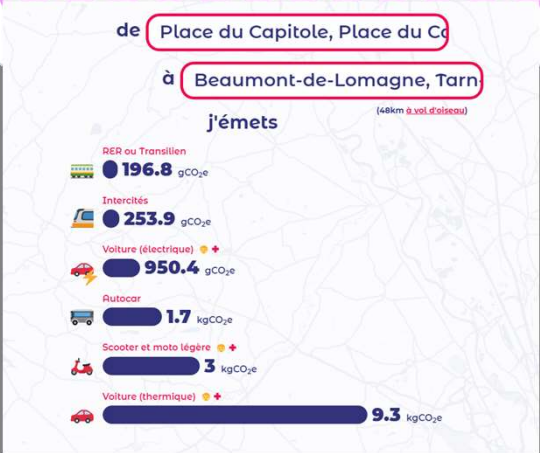 de Place du Capitole, Place du
à Beaumont-de-Lomagne, Tarn-
(48km à vol d'oiseau)
j'émets
RER ou Transilien
196.8 gCO₂e
Intercités
253.9 gCO₂e
Voiture (électrique) +
950.4 gCO₂e
Autocar
1.7 kgCO₂e
Scooter et moto légère +
3 kgCO₂e
Voiture (thermique) +
9.3 kgCO₂e